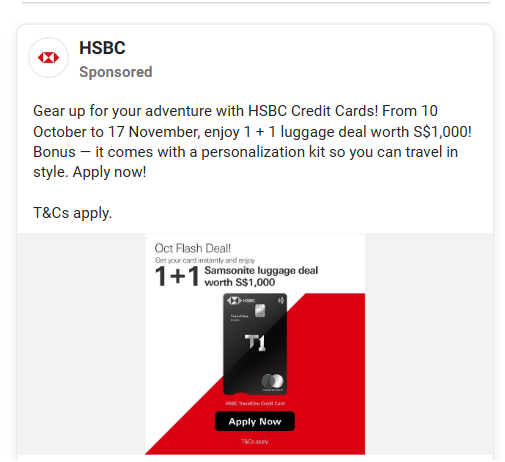 HSBC
Sponsored
Gear up for your adventure with HSBC Credit Cards! From 10
October to 17 November, enjoy 1 + 1 luggage deal worth S$1,000!
Bonus — it comes with a personalization kit so you can travel in
style. Apply now!
T&Cs apply.
Oct Flash Deal!
Get your card instantly and enjoy
1+1 Samsonite luggage deal
worth S$1,000
HSBC
T1
HSBC TravelOne Credit Card
Apply Now
T&Cs apply